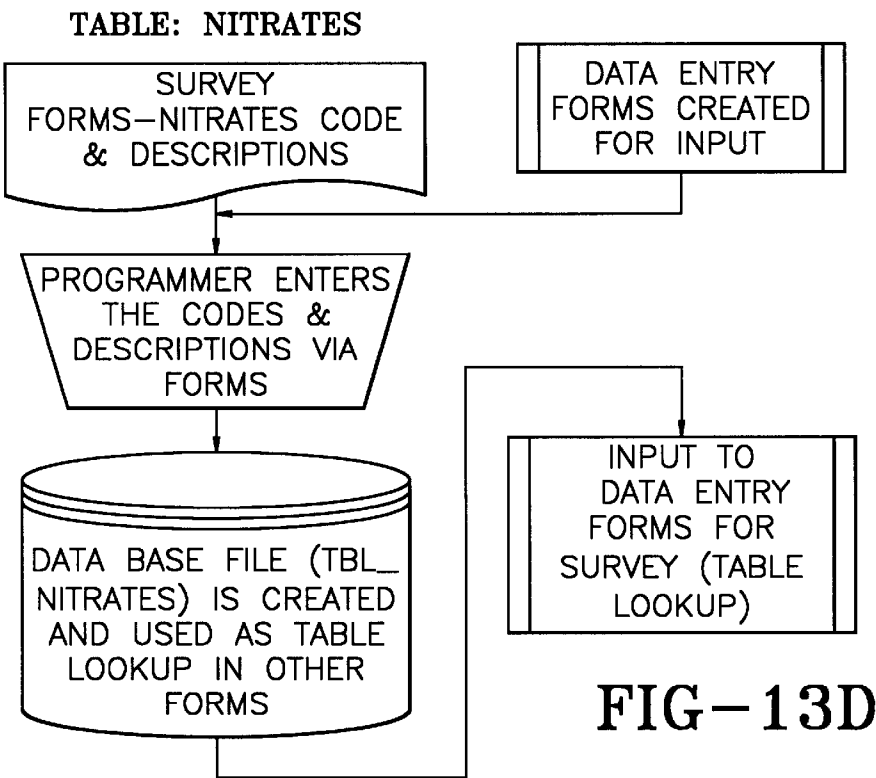 TABLE: NITRATES
SURVEY
FORMS-NITRATES CODE
& DESCRIPTIONS
DATA ENTRY
FORMS CREATED
FOR INPUT
PROGRAMMER ENTERS
THE CODES &
DESCRIPTIONS VIA
FORMS
DATA BASE FILE (TBL_
NITRATES) IS CREATED
AND USED AS TABLE
LOOKUP IN OTHER
FORMS
INPUT TO
DATA ENTRY
FORMS FOR
SURVEY (TABLE
LOOKUP)
FIG-13D